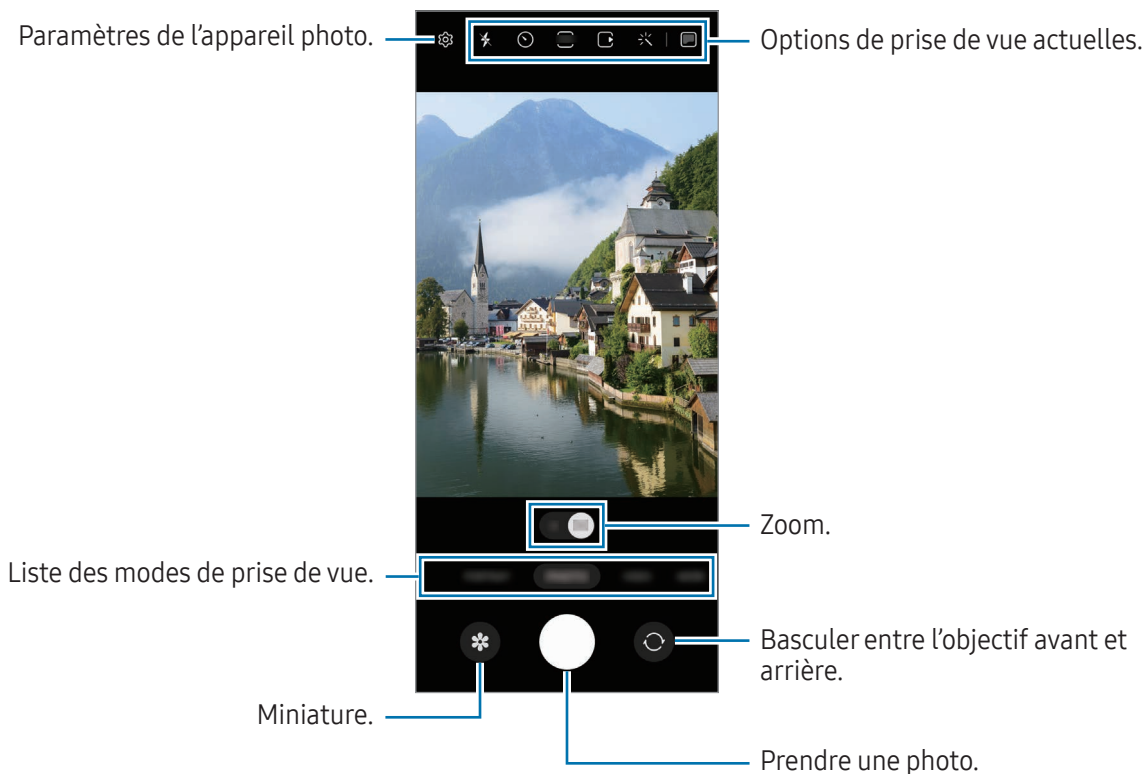 Paramètres de l'appareil photo.
Options de prise de vue actuelles.
Zoom.
Liste des modes de prise de vue.
Basculer entre l'objectif avant et
arrière.
Miniature.
Prendre une photo.